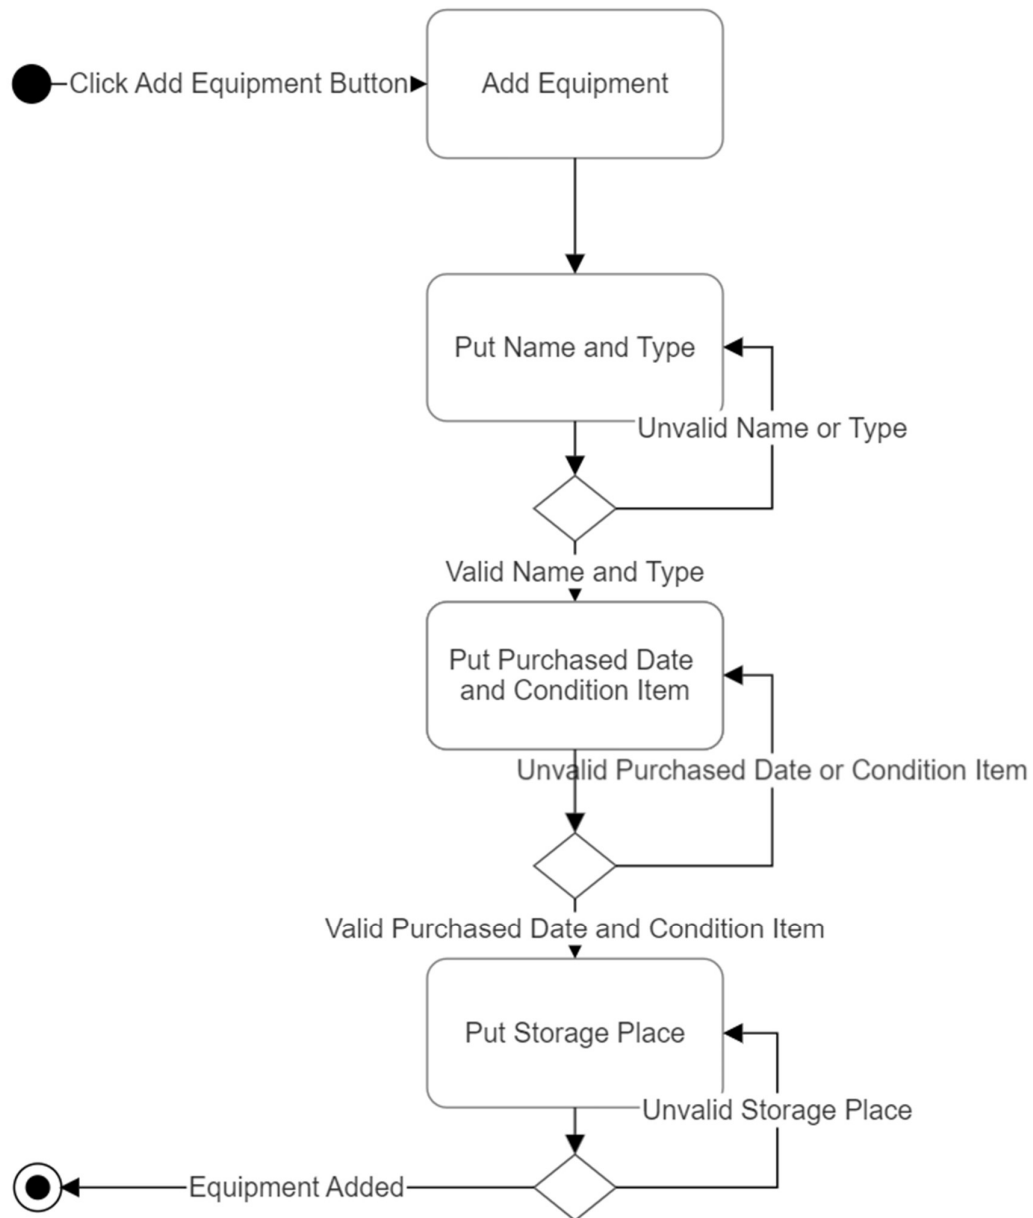 Click Add Equipment Button
Add Equipment
Put Name and Type
Unvalid Name or Type
Valid Name and Type
Put Purchased Date
and Condition Item
Unvalid Purchased Date or Condition Item
Valid Purchased Date and Condition Item
Put Storage Place
Unvalid Storage Place
Equipment Added